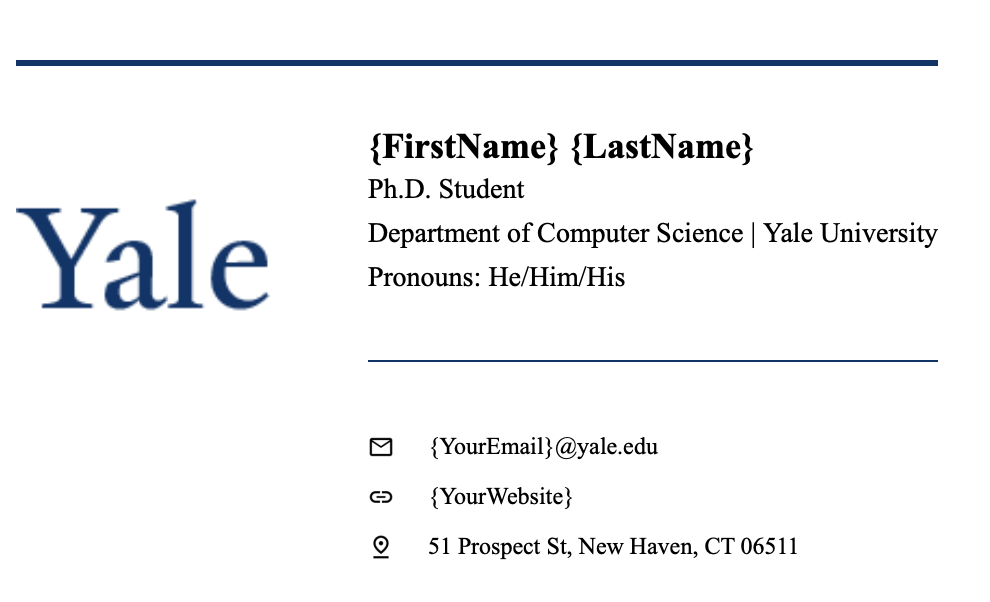 {FirstName} {LastName}
Ph.D. Student
Department of Computer Science | Yale University
Pronouns: He/Him/His
Yale
{YourEmail}@yale.edu
{YourWebsite}
51 Prospect St, New Haven, CT 06511